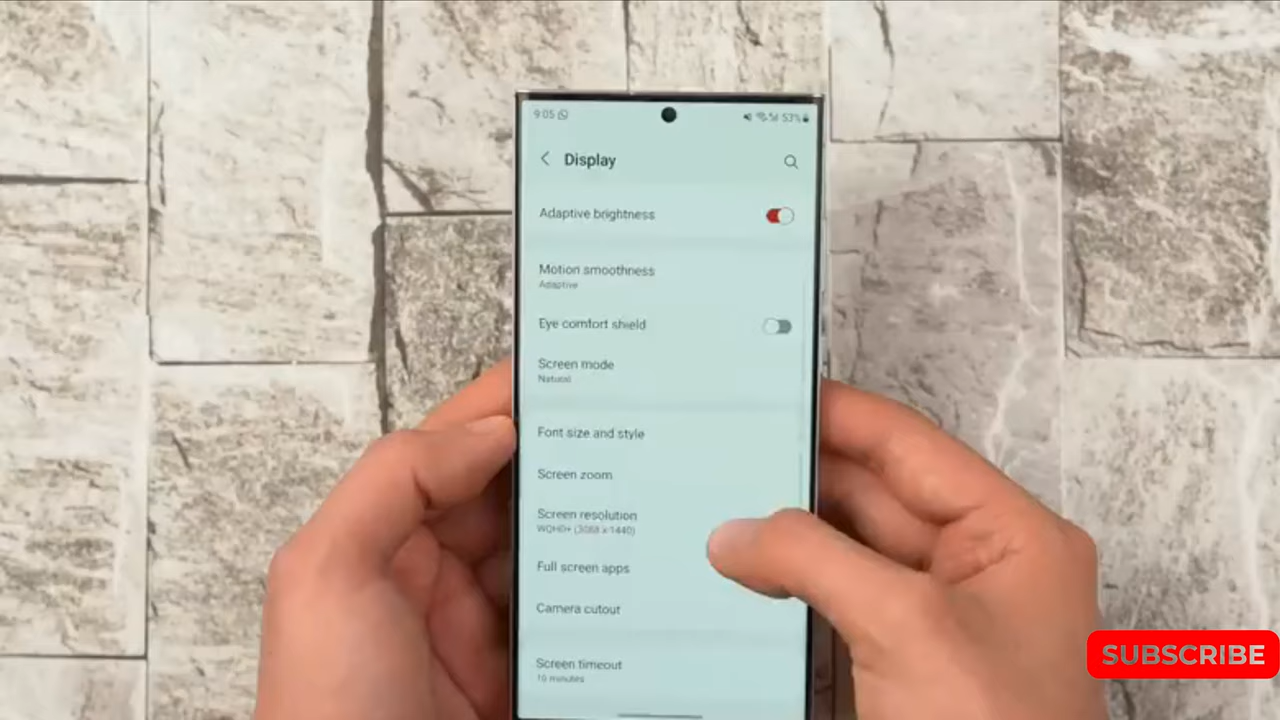 9:05
53%
Display
Adaptive brightness
Motion smoothness
Adaptive
Eye comfort shield
Screen mode
Natural
Font size and style
Screen zoom
Screen resolution
WQHD+ (3088 x 1440)
Full screen apps
Camera cutout
Screen timeout
10 minutes
SUBSCRIBE